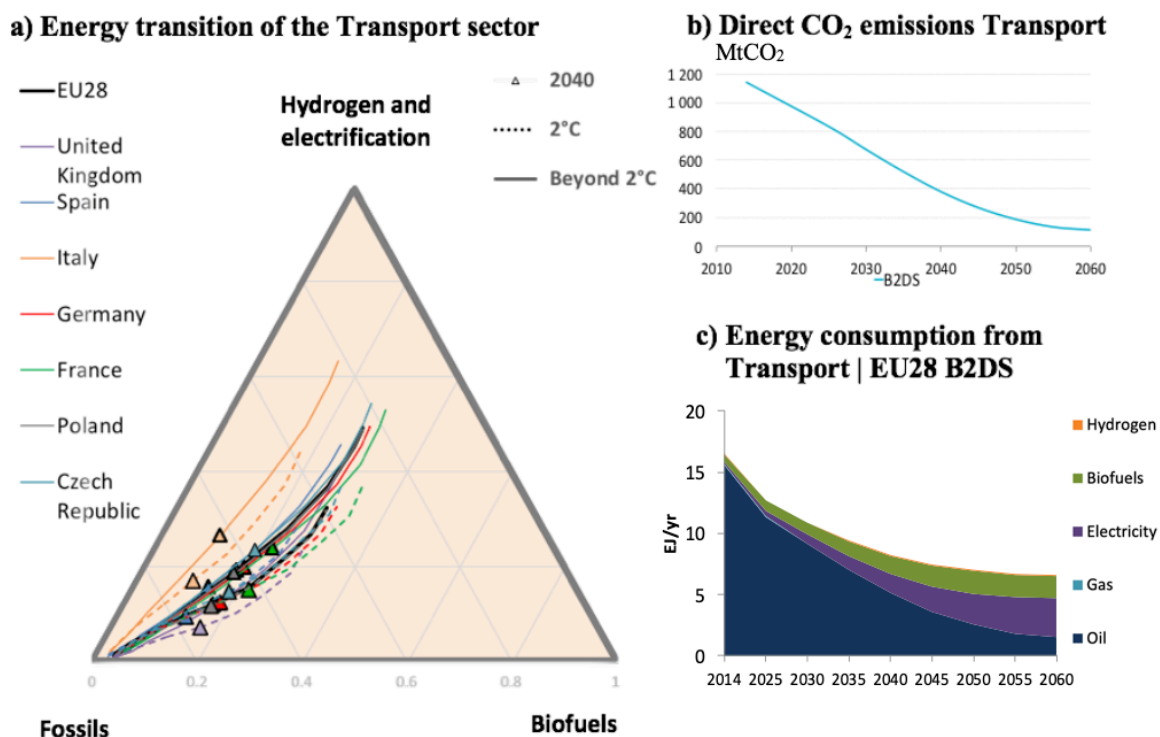 a) Energy transition of the Transport sector
EU28
United
Kingdom
Spain
Italy
Germany
France
Poland
Czech
Republic
2040
2°C
Beyond 2°C
Hydrogen and
electrification
0
0.2
0.4
0.6
0.8
1
Fossils
Biofuels
b) Direct CO₂ emissions Transport
MtCO₂
1 200
1 000
800
600
400
200
0
2010
2020
2030
2040
2050
2060
B2DS
c) Energy consumption from
Transport | EU28 B2DS
EJ/yr
20
15
10
5
0
2014 2025 2030 2035 2040 2045 2050 2055 2060
Hydrogen
Biofuels
Electricity
Gas
Oil